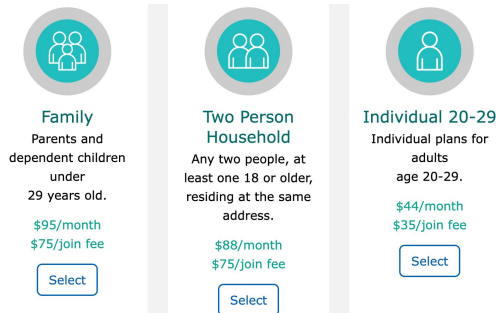 Family
Parents and
dependent children
under
29 years old.
$95/month
$75/join fee
Select
Two Person
Household
Any two people, at
least one 18 or older,
residing at the same
address.
$88/month
$75/join fee
Select
Individual 20-29
Individual plans for
adults
age 20-29.
$44/month
$35/join fee
Select